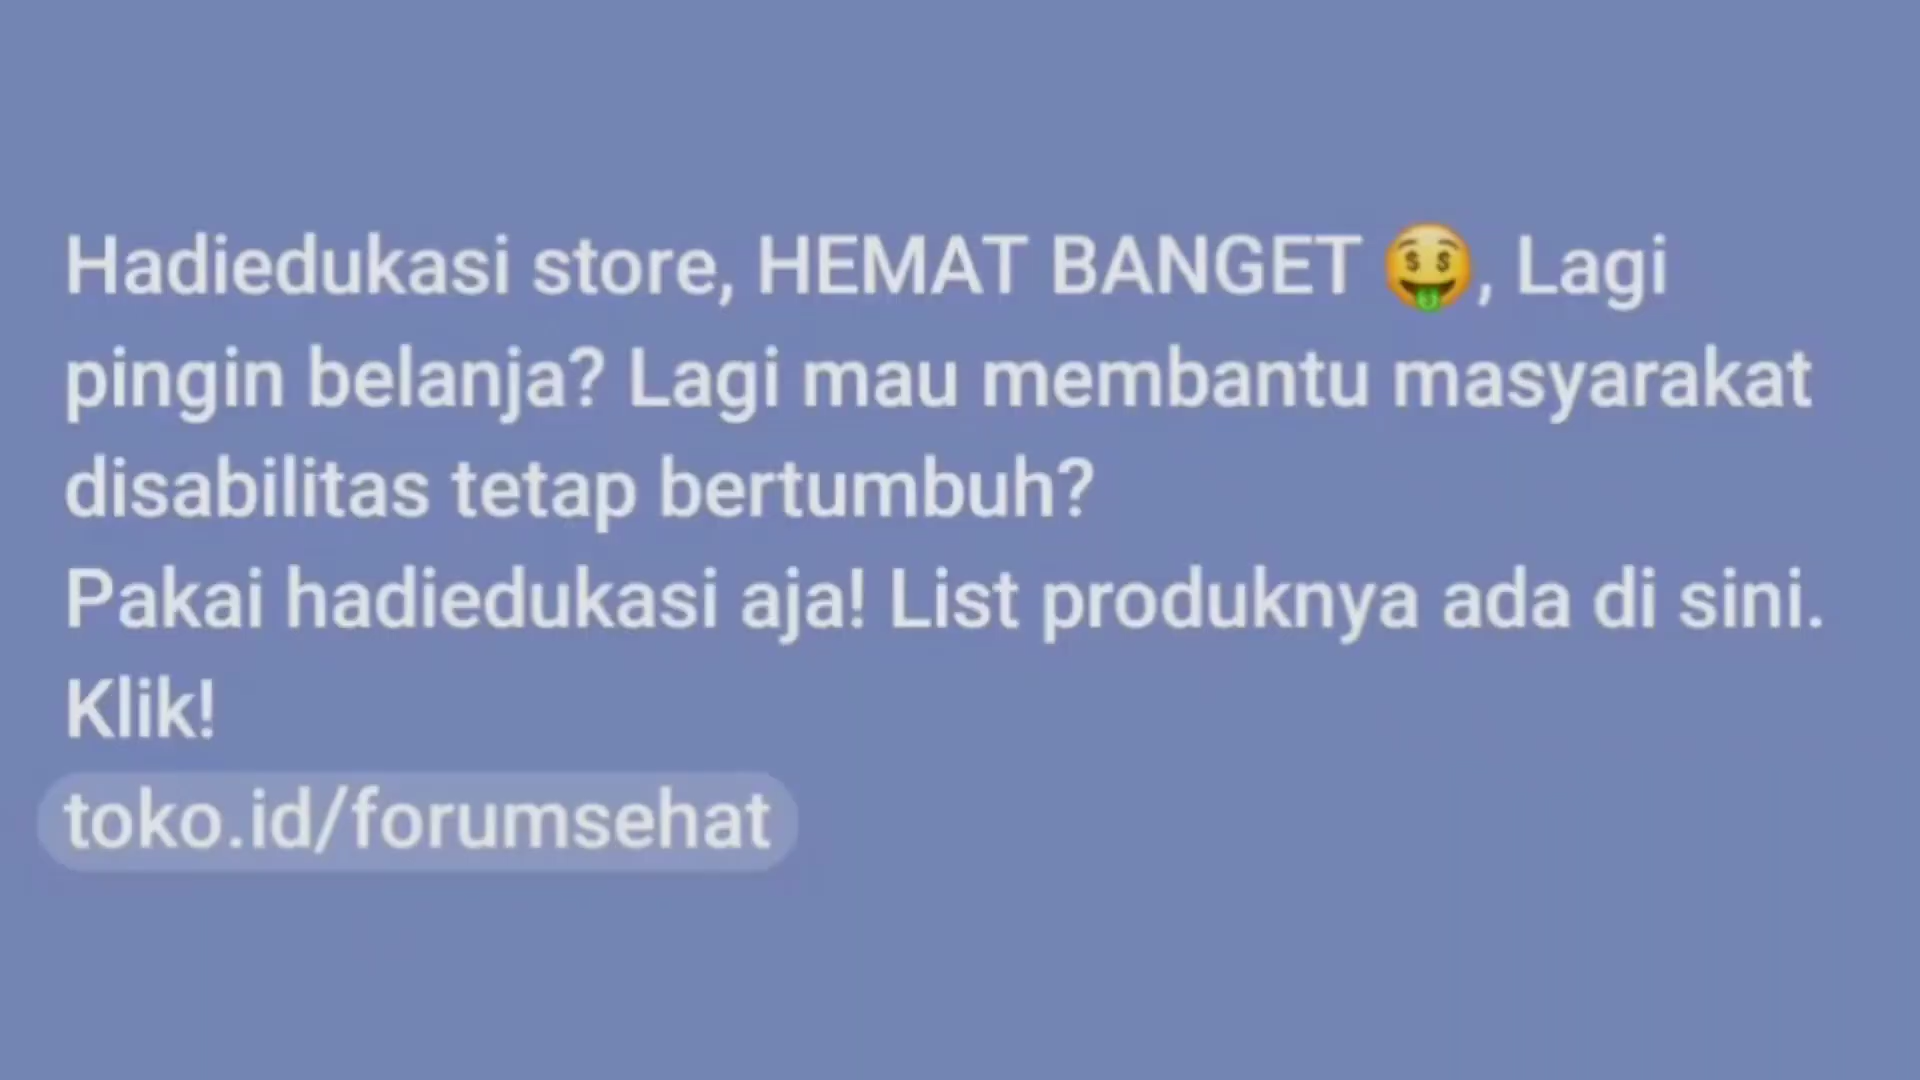 Hadiedukasi store, HEMAT BANGET 🤑, Lagi
pingin belanja? Lagi mau membantu masyarakat
disabilitas tetap bertumbuh?
Pakai hadiedukasi aja! List produknya ada di sini.
Klik!
toko.id/forumsehat